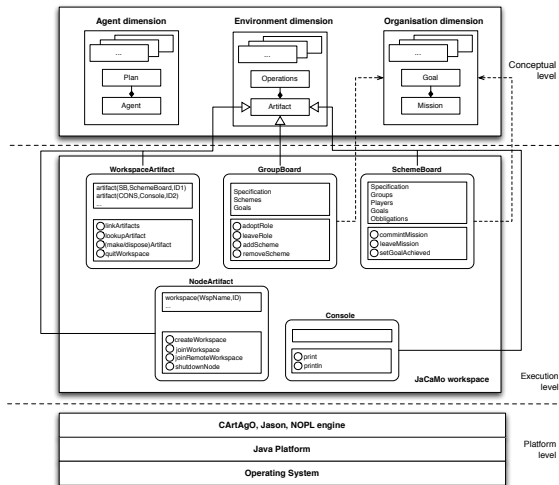 Agent dimension
Environment dimension
Organisation dimension
...
...
...
Plan
Operations
Goal
Agent
Artifact
Mission
Conceptual
level
WorkspaceArtifact
GroupBoard
SchemeBoard
artifact(SB,SchemeBoard,ID1)
artifact(CONS,Console,ID2)
...
linkArtifacts
lookupArtifact
(make/dispose)Artifact
quitWorkspace
Specification
Schemes
Goals
adoptRole
leaveRole
addScheme
removeScheme
Specification
Groups
Players
Goals
Obbligations
commintMission
leaveMission
setGoalAchieved
NodeArtifact
workspace(WspName,ID)
...
createWorkspace
joinWorkspace
joinRemoteWorkspace
shutdownNode
Console
print
println
JaCaMo workspace
Execution
level
CArtAgO, Jason, NOPL engine
Java Platform
Operating System
Platform
level